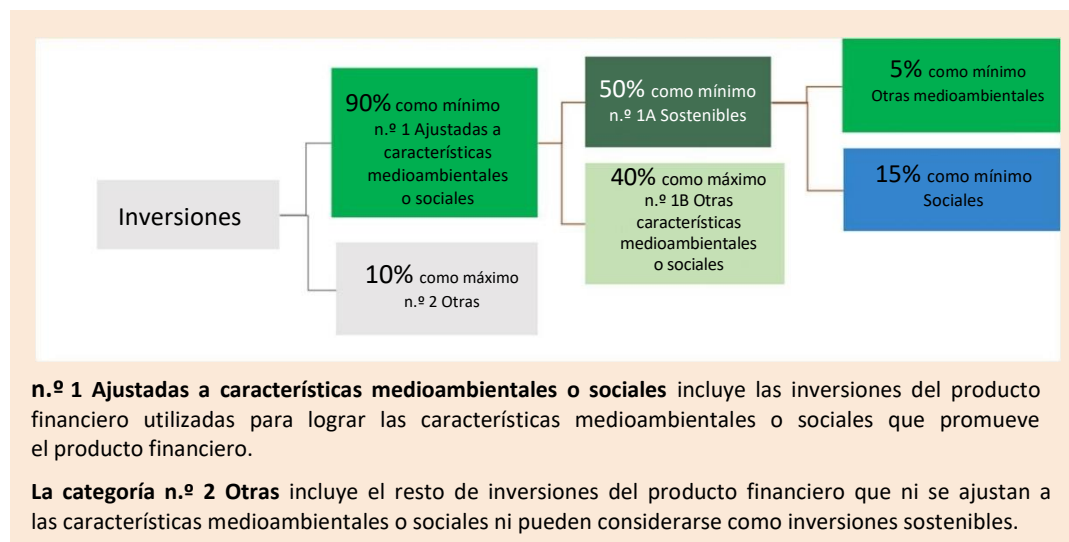 Inversiones
90% como mínimo
n.º 1 Ajustadas a
características
medioambientales
o sociales
10% como máximo
n.º 2 Otras
50% como mínimo
n.º 1A Sostenibles
40% como máximo
n.º 1B Otras
características
medioambientales
o sociales
5% como mínimo
Otras medioambientales
15% como mínimo
Sociales
n.º 1 Ajustadas a características medioambientales o sociales incluye las inversiones del producto
financiero utilizadas para lograr las características medioambientales o sociales que promueve
el producto financiero.
La categoría n.º 2 Otras incluye el resto de inversiones del producto financiero que ni se ajustan a
las características medioambientales o sociales ni pueden considerarse como inversiones sostenibles.